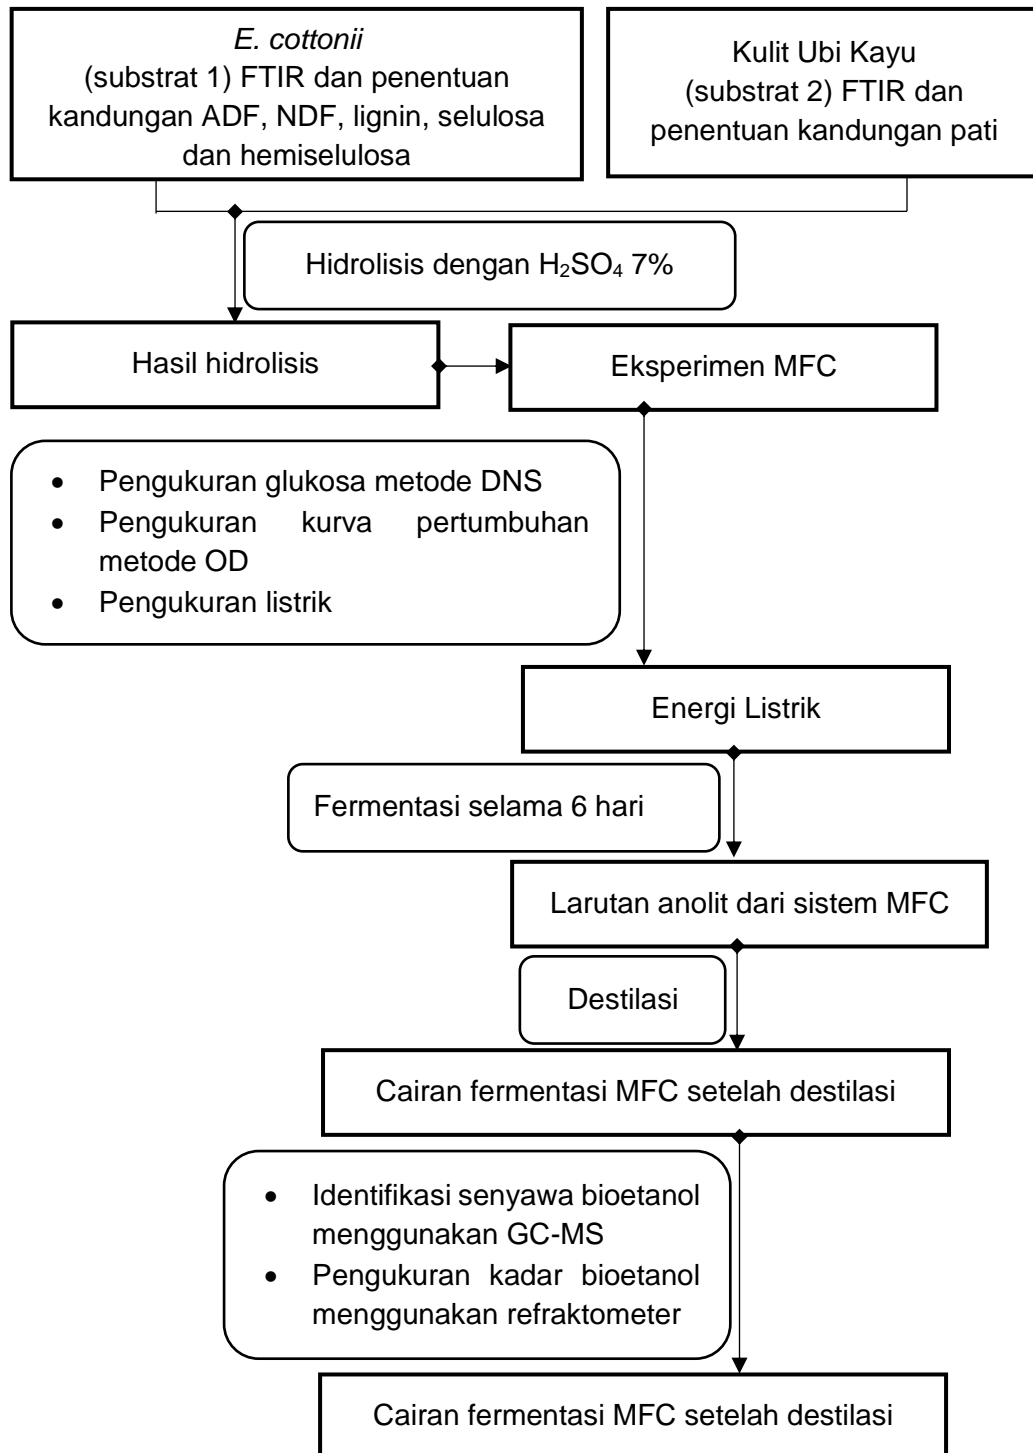 E. cottonii
(substrat 1) FTIR dan penentuan
kandungan ADF, NDF, lignin, selulosa
dan hemiselulosa
Kulit Ubi Kayu
(substrat 2) FTIR dan
penentuan kandungan pati
Hidrolisis dengan H₂SO₄ 7%
Hasil hidrolisis
Eksperimen MFC
• Pengukuran glukosa metode DNS
• Pengukuran kurva pertumbuhan
metode OD
• Pengukuran listrik
Energi Listrik
Fermentasi selama 6 hari
Larutan anolit dari sistem MFC
Destilasi
Cairan fermentasi MFC setelah destilasi
• Identifikasi senyawa bioetanol
menggunakan GC-MS
• Pengukuran kadar bioetanol
menggunakan refraktometer
Cairan fermentasi MFC setelah destilasi